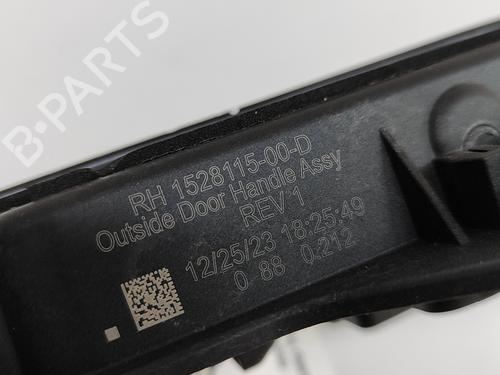 RH 1528115-00-D
Outside Door Handle Assy
REV 1
12/25/23 18:25:49
0 88 0.212
B-PARTS